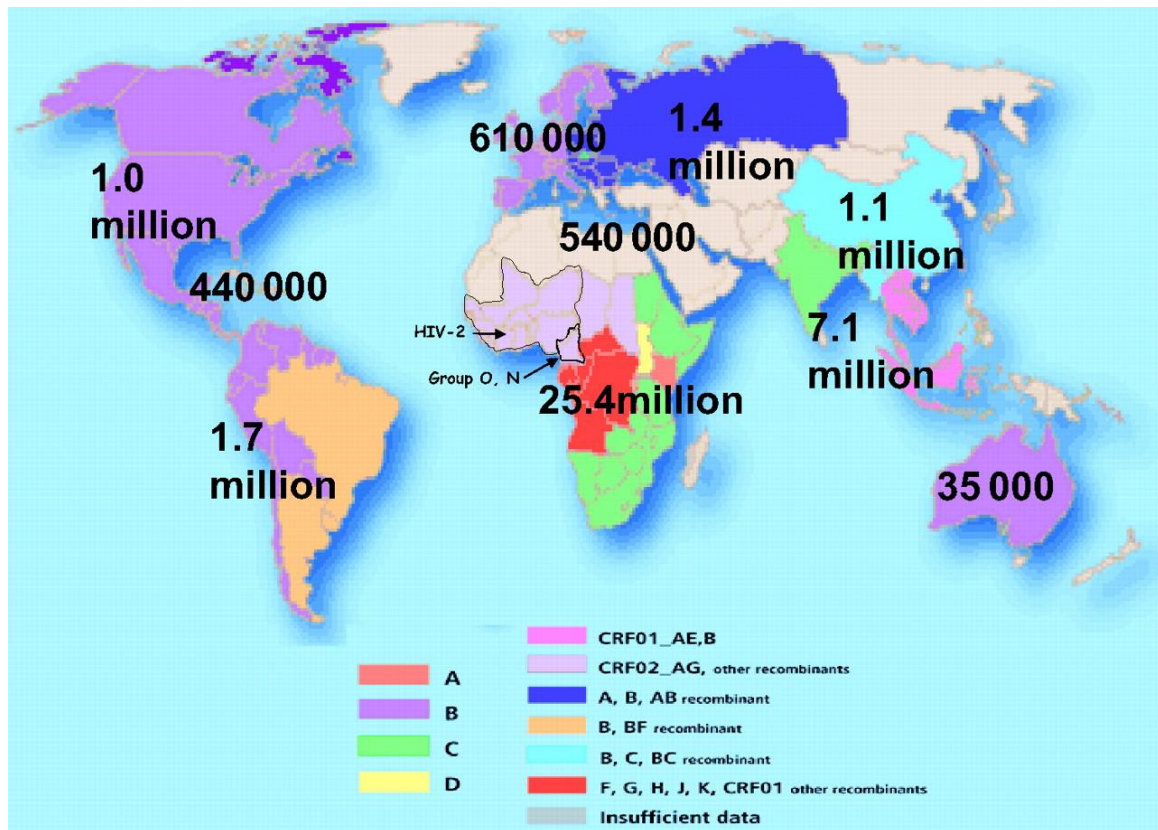 1.0
million
440 000
1.7
million
610 000
1.4
million
540 000
HIV-2
Group O, N
25.4million
1.1
million
7.1
million
35 000
A
B
C
D
CRF01_AE,B
CRF02_AG, other recombinants
A, B, AB recombinant
B, BF recombinant
B, C, BC recombinant
F, G, H, J, K, CRF01 other recombinants
Insufficient data